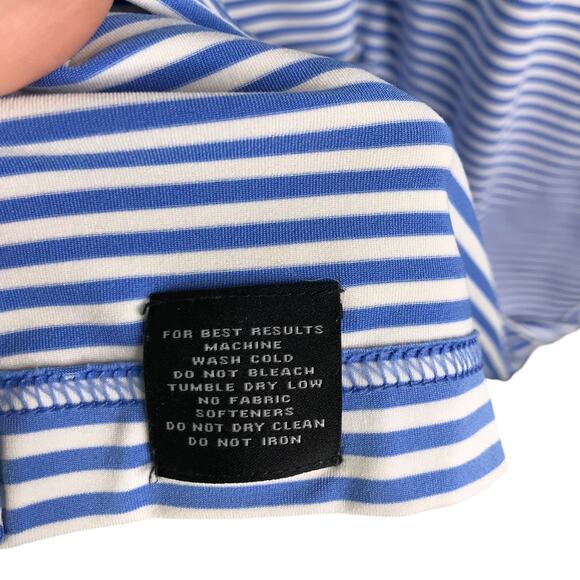 FOR BEST RESULTS
MACHINE
WASH COLD
DO NOT BLEACH
TUMBLE DRY LOW
NO FABRIC
SOFTENERS
DO NOT DRY CLEAN
DO NOT IRON